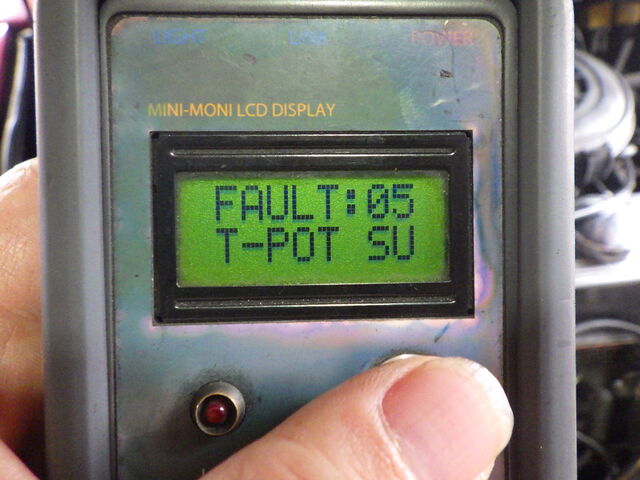 LIGHT LINK POWER
MINI-MONI LCD DISPLAY
FAULT:05
T-POT SU